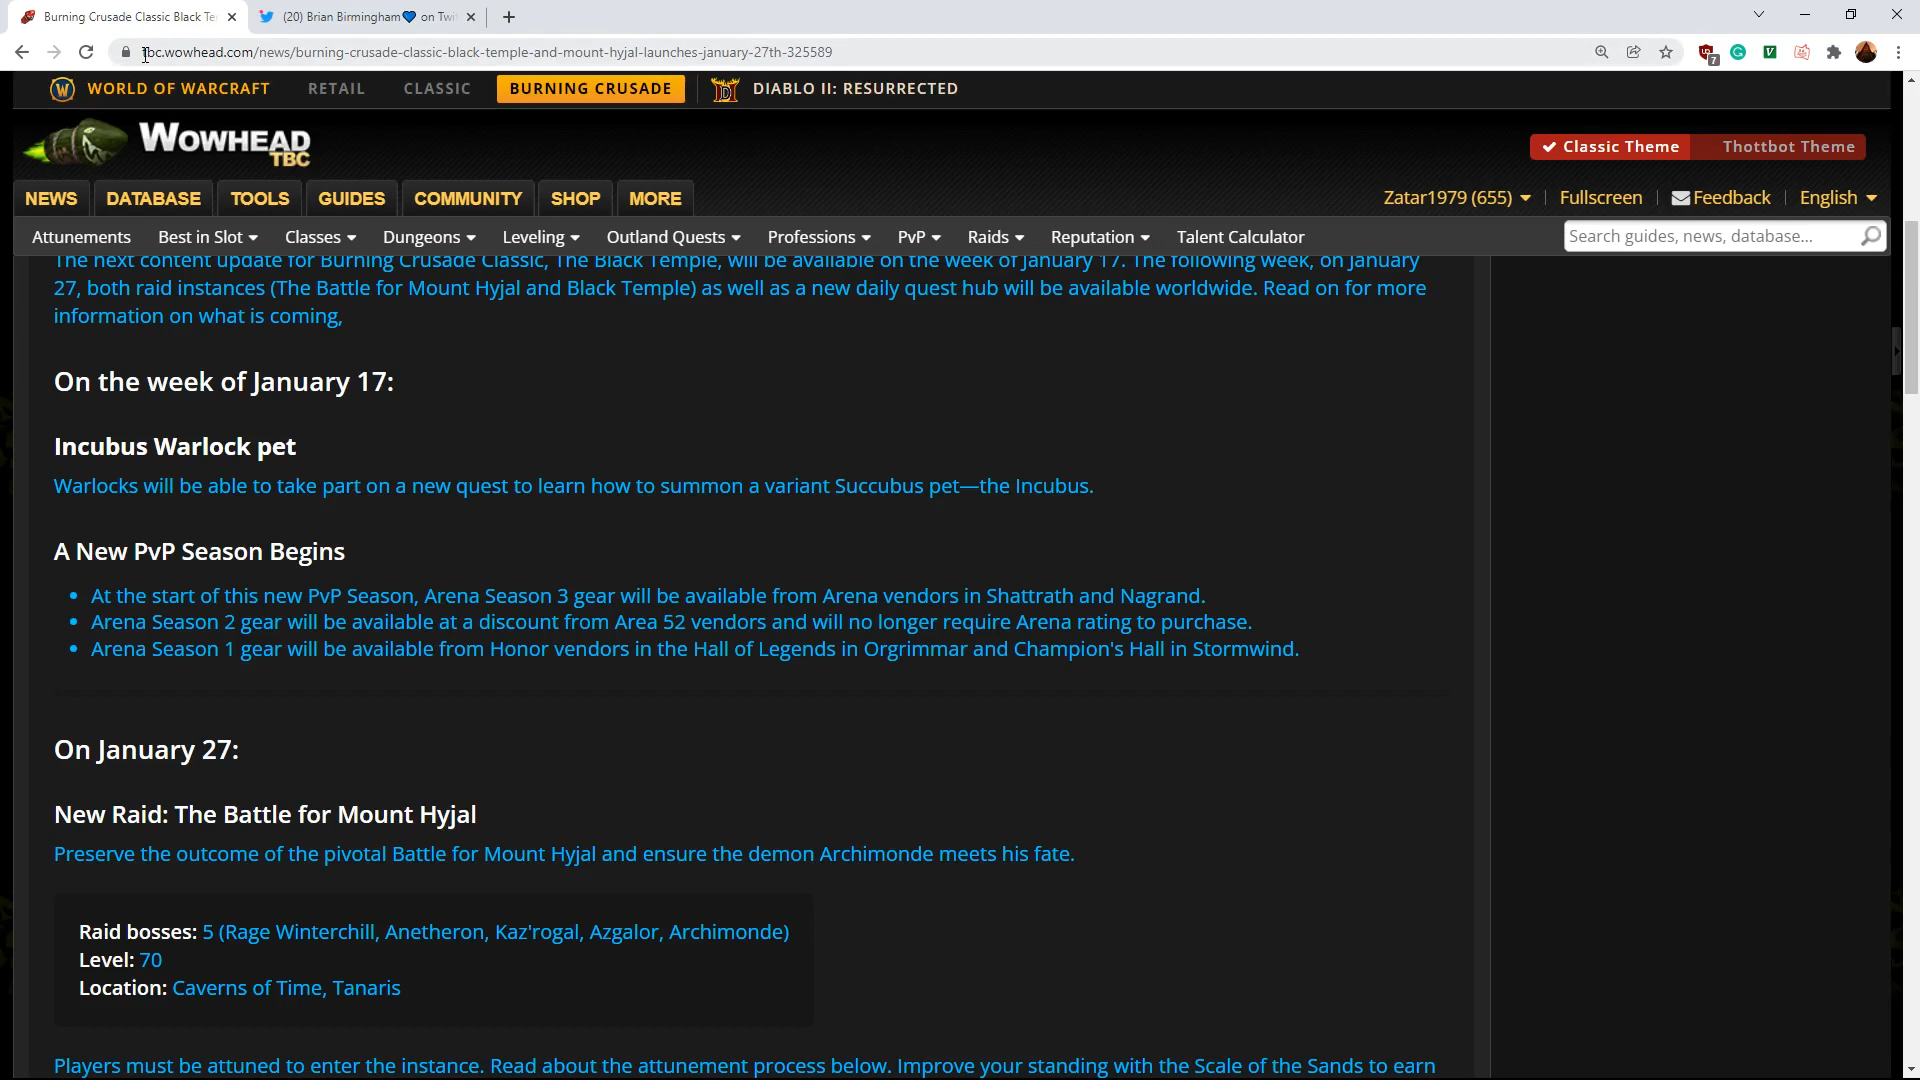 Burning Crusade Classic Black Te
(20) Brian Birmingham💙 on Twit
tbc.wowhead.com/news/burning-crusade-classic-black-temple-and-mount-hyjal-launches-january-27th-325589
7
WORLD OF WARCRAFT RETAIL CLASSIC BURNING CRUSADE DIABLO II: RESURRECTED
WOWHEAD
TBC
Classic Theme Thottbot Theme
NEWS DATABASE TOOLS GUIDES COMMUNITY SHOP MORE
Zatar1979 (655) Fullscreen Feedback English
Attunements Best in Slot Classes Dungeons Leveling Outland Quests Professions PvP Raids Reputation Talent Calculator
Search guides, news, database...
The next content update for Burning Crusade Classic, The Black Temple, will be available on the week of January 17. The following week, on January
27, both raid instances (The Battle for Mount Hyjal and Black Temple) as well as a new daily quest hub will be available worldwide. Read on for more
information on what is coming,
On the week of January 17:
Incubus Warlock pet
Warlocks will be able to take part on a new quest to learn how to summon a variant Succubus pet—the Incubus.
A New PvP Season Begins
• At the start of this new PvP Season, Arena Season 3 gear will be available from Arena vendors in Shattrath and Nagrand.
• Arena Season 2 gear will be available at a discount from Area 52 vendors and will no longer require Arena rating to purchase.
• Arena Season 1 gear will be available from Honor vendors in the Hall of Legends in Orgrimmar and Champion's Hall in Stormwind.
On January 27:
New Raid: The Battle for Mount Hyjal
Preserve the outcome of the pivotal Battle for Mount Hyjal and ensure the demon Archimonde meets his fate.
Raid bosses: 5 (Rage Winterchill, Anetheron, Kaz'rogal, Azgalor, Archimonde)
Level: 70
Location: Caverns of Time, Tanaris
Players must be attuned to enter the instance. Read about the attunement process below. Improve your standing with the Scale of the Sands to earn